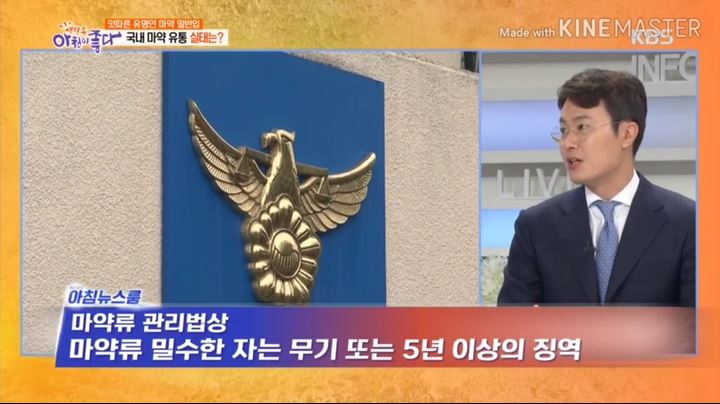 잇따른 유명인 마약 밀반입
국내 마약 유통 실태는?
아침이 좋다
Made with KINEMASTER
KBS
INFO
LIVE
아침뉴스룸
마약류 관리법상
마약류 밀수한 자는 무기 또는 5년 이상의 징역